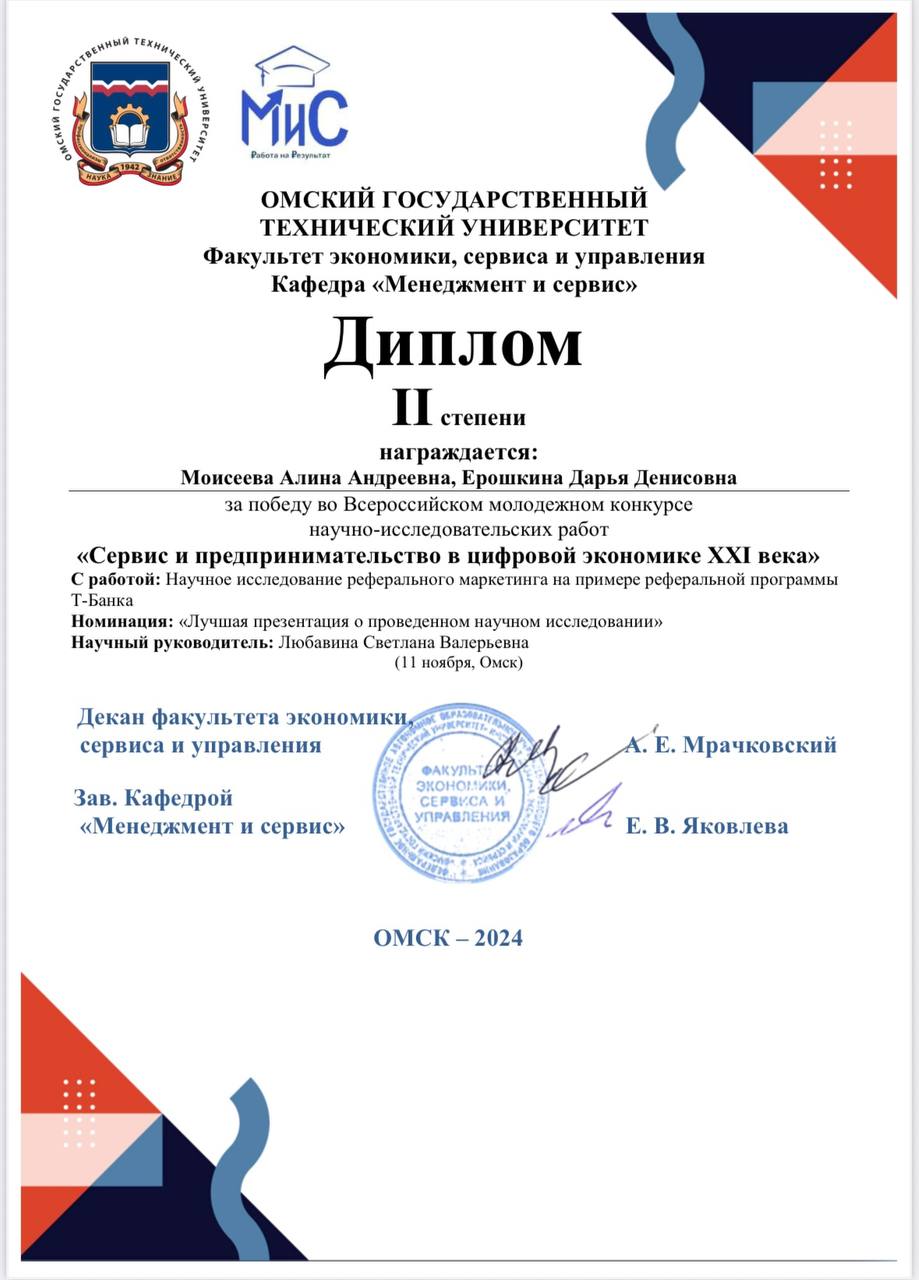 ОМСКИЙ ГОСУДАРСТВЕННЫЙ ТЕХНИЧЕСКИЙ УНИВЕРСИТЕТ
1942
НАУКА ЗНАНИЕ
МиС
Работа на Результат
ОМСКИЙ ГОСУДАРСТВЕННЫЙ
ТЕХНИЧЕСКИЙ УНИВЕРСИТЕТ
Факультет экономики, сервиса и управления
Кафедра «Менеджмент и сервис»
Диплом
II степени
награждается:
Моисеева Алина Андреевна, Ерошкина Дарья Денисовна
за победу во Всероссийском молодежном конкурсе
научно-исследовательских работ
«Сервис и предпринимательство в цифровой экономике XXI века»
С работой: Научное исследование реферального маркетинга на примере реферальной программы
Т-Банка
Номинация: «Лучшая презентация о проведенном научном исследовании»
Научный руководитель: Любавина Светлана Валерьевна
(11 ноября, Омск)
Декан факультета экономики,
сервиса и управления
А. Е. Мрачковский
Зав. Кафедрой
«Менеджмент и сервис»
Е. В. Яковлева
ЭКОНОМИКИ,
СЕРВИСА И
УПРАВЛЕНИЯ
ОМСК – 2024